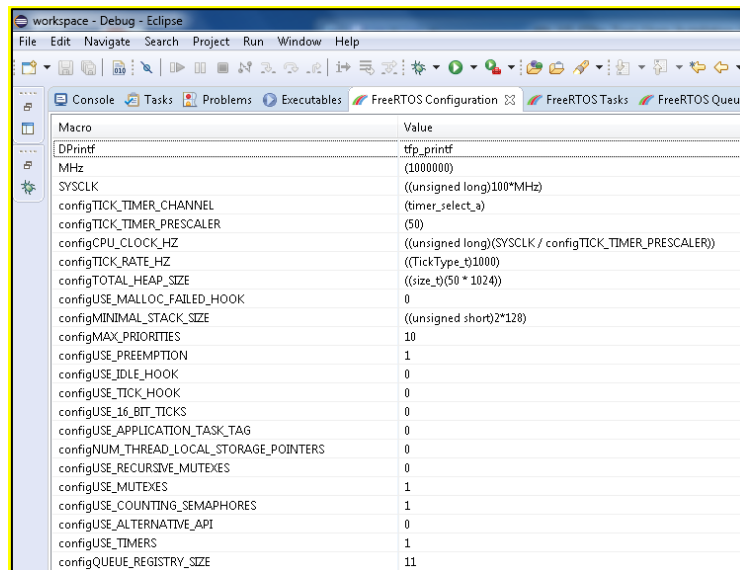 workspace - Debug - Eclipse
File Edit Navigate Search Project Run Window Help
Console Tasks Problems Executables FreeRTOS Configuration FreeRTOS Tasks FreeRTOS Queu
Macro Value
DPrintf tfp_printf
MHz (1000000)
SYSCLK ((unsigned long)100*MHz)
configTICK_TIMER_CHANNEL (timer_select_a)
configTICK_TIMER_PRESCALER (50)
configCPU_CLOCK_HZ ((unsigned long)(SYSCLK / configTICK_TIMER_PRESCALER))
configTICK_RATE_HZ ((TickType_t)1000)
configTOTAL_HEAP_SIZE ((size_t)(50 * 1024))
configUSE_MALLOC_FAILED_HOOK 0
configMINIMAL_STACK_SIZE ((unsigned short)2*128)
configMAX_PRIORITIES 10
configUSE_PREEMPTION 1
configUSE_IDLE_HOOK 0
configUSE_TICK_HOOK 0
configUSE_16_BIT_TICKS 0
configUSE_APPLICATION_TASK_TAG 0
configNUM_THREAD_LOCAL_STORAGE_POINTERS 0
configUSE_RECURSIVE_MUTEXES 0
configUSE_MUTEXES 1
configUSE_COUNTING_SEMAPHORES 1
configUSE_ALTERNATIVE_API 0
configUSE_TIMERS 1
configQUEUE_REGISTRY_SIZE 11